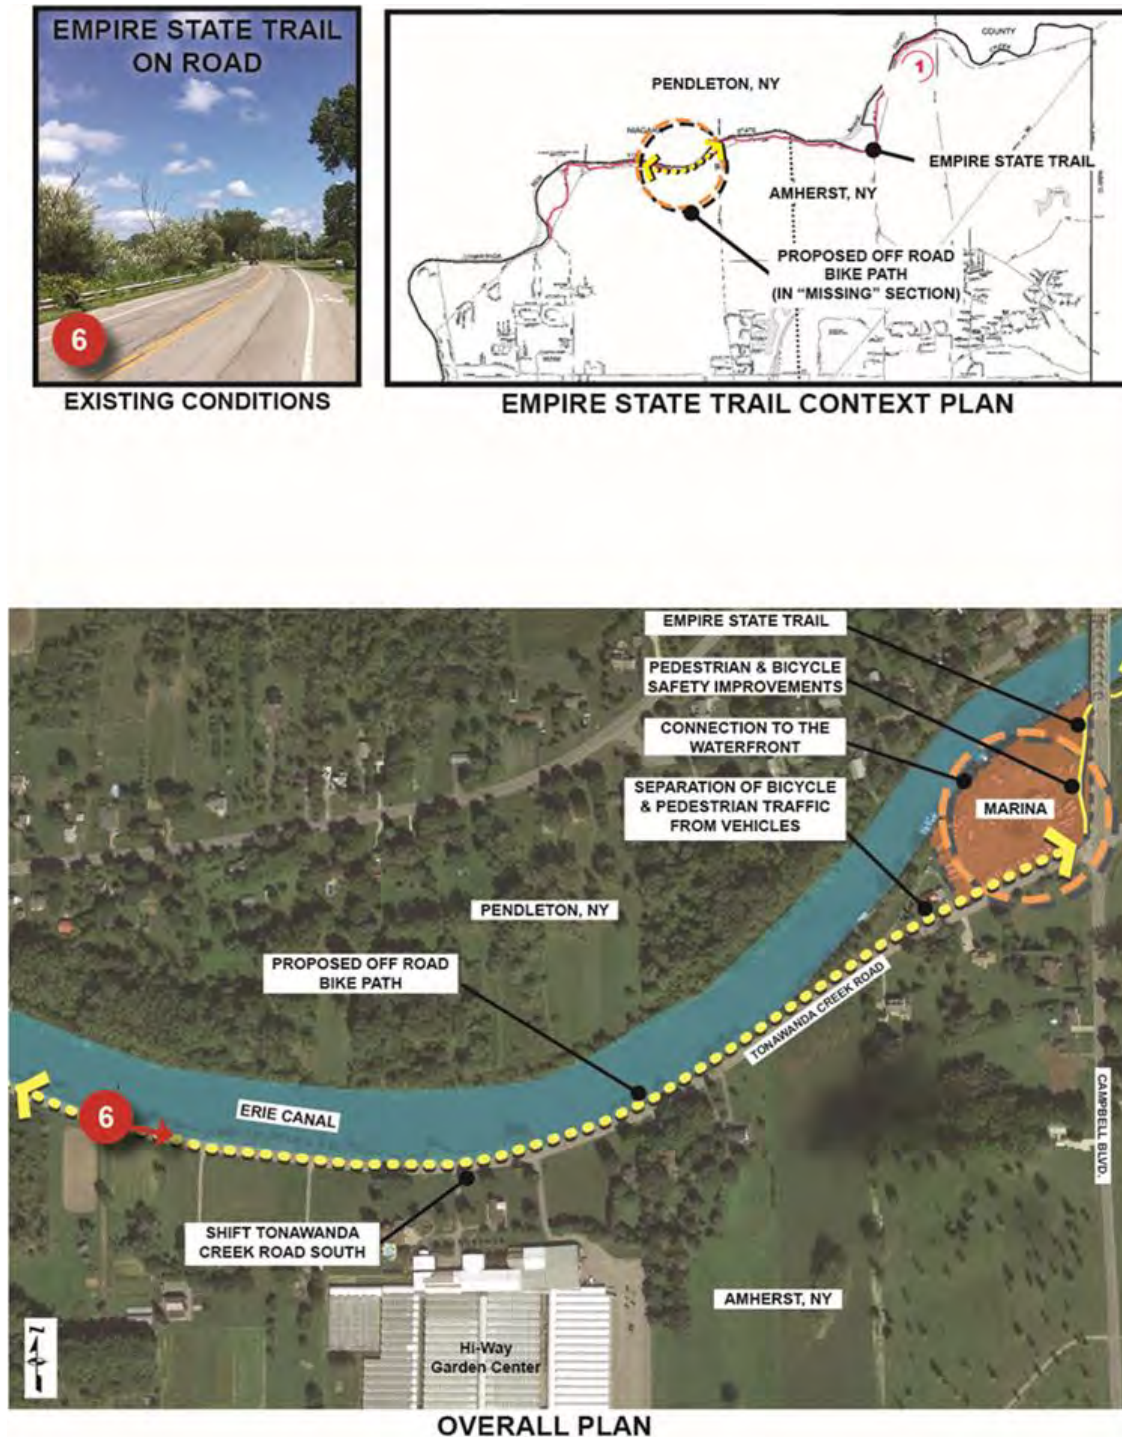 EMPIRE STATE TRAIL
ON ROAD
6
EXISTING CONDITIONS
COUNTY
CREEK
PENDLETON, NY
1
NIAGARA
STATE
EMPIRE STATE TRAIL
AMHERST, NY
PROPOSED OFF ROAD
BIKE PATH
(IN "MISSING" SECTION)
EMPIRE STATE TRAIL CONTEXT PLAN
EMPIRE STATE TRAIL
PEDESTRIAN & BICYCLE
SAFETY IMPROVEMENTS
CONNECTION TO THE
WATERFRONT
SEPARATION OF BICYCLE
& PEDESTRIAN TRAFFIC
FROM VEHICLES
MARINA
PENDLETON, NY
PROPOSED OFF ROAD
BIKE PATH
TONAWANDA CREEK ROAD
6
ERIE CANAL
CAMPBELL BLVD.
SHIFT TONAWANDA
CREEK ROAD SOUTH
AMHERST, NY
Hi-Way
Garden Center
N
OVERALL PLAN